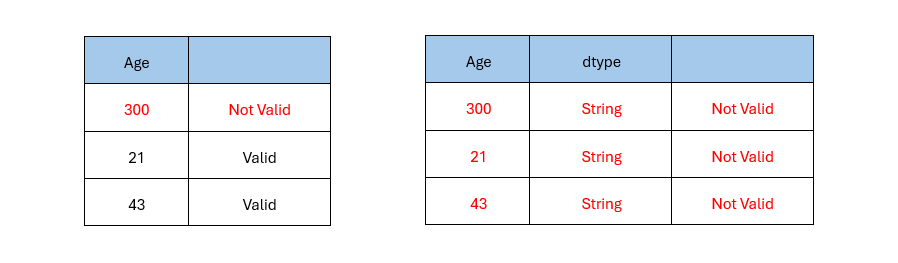 Age
300 Not Valid
21 Valid
43 Valid
Age dtype
300 String Not Valid
21 String Not Valid
43 String Not Valid